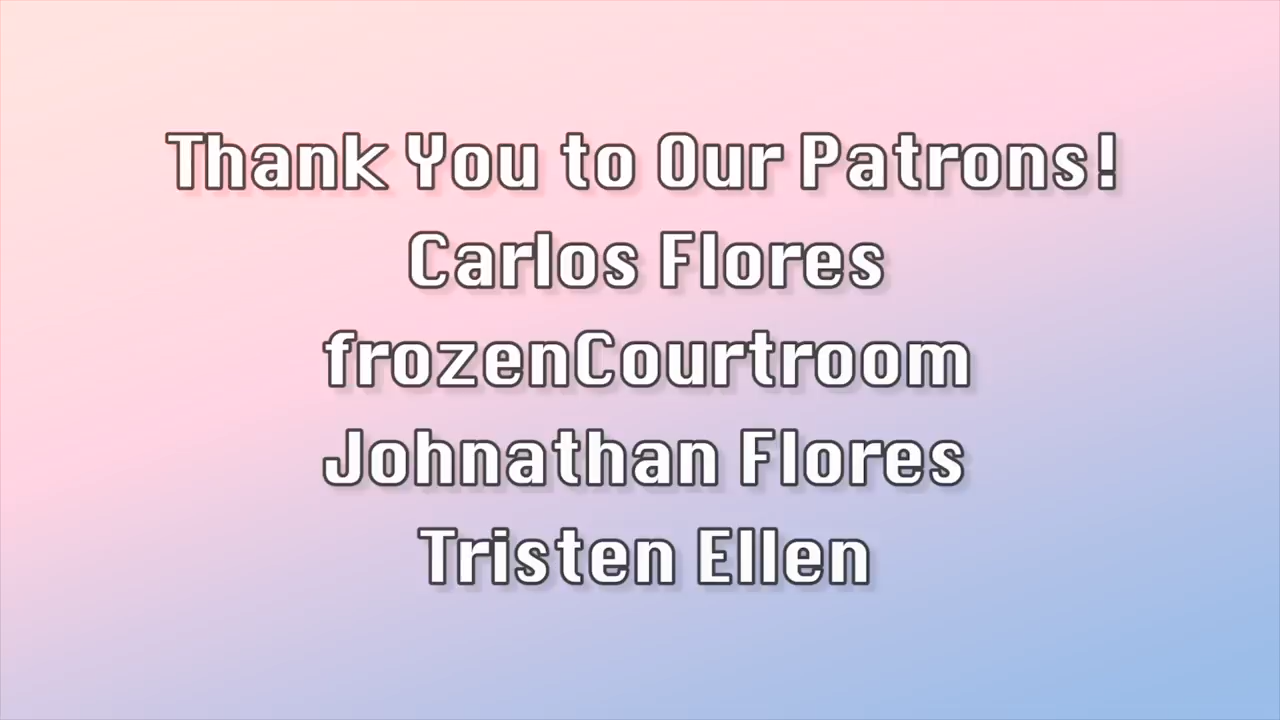 Thank You to Our Patrons!
Carlos Flores
frozenCourtroom
Johnathan Flores
Tristen Ellen